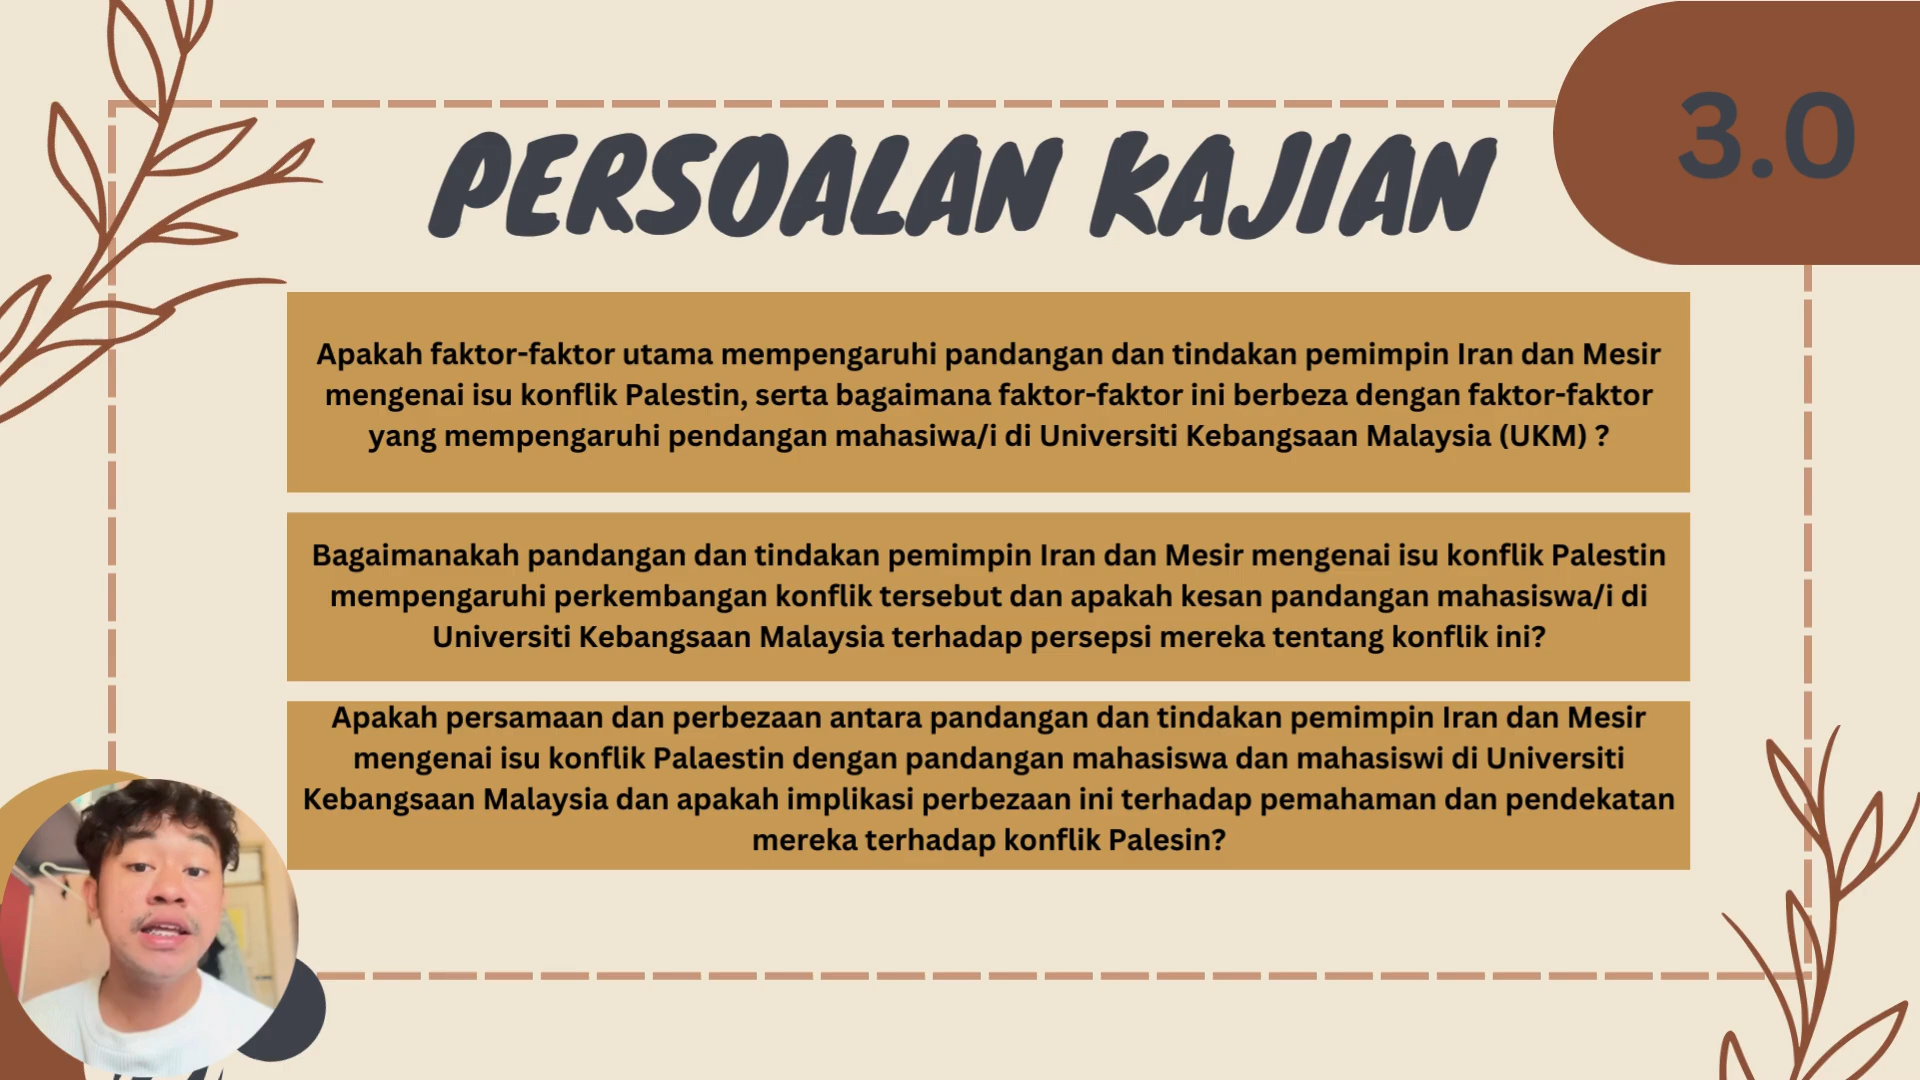 3.0
PERSOALAN KAJIAN
Apakah faktor-faktor utama mempengaruhi pandangan dan tindakan pemimpin Iran dan Mesir
mengenai isu konflik Palestin, serta bagaimana faktor-faktor ini berbeza dengan faktor-faktor
yang mempengaruhi pendangan mahasiwa/i di Universiti Kebangsaan Malaysia (UKM) ?
Bagaimanakah pandangan dan tindakan pemimpin Iran dan Mesir mengenai isu konflik Palestin
mempengaruhi perkembangan konflik tersebut dan apakah kesan pandangan mahasiswa/i di
Universiti Kebangsaan Malaysia terhadap persepsi mereka tentang konflik ini?
Apakah persamaan dan perbezaan antara pandangan dan tindakan pemimpin Iran dan Mesir
mengenai isu konflik Palaestin dengan pandangan mahasiswa dan mahasiswi di Universiti
Kebangsaan Malaysia dan apakah implikasi perbezaan ini terhadap pemahaman dan pendekatan
mereka terhadap konflik Palesin?